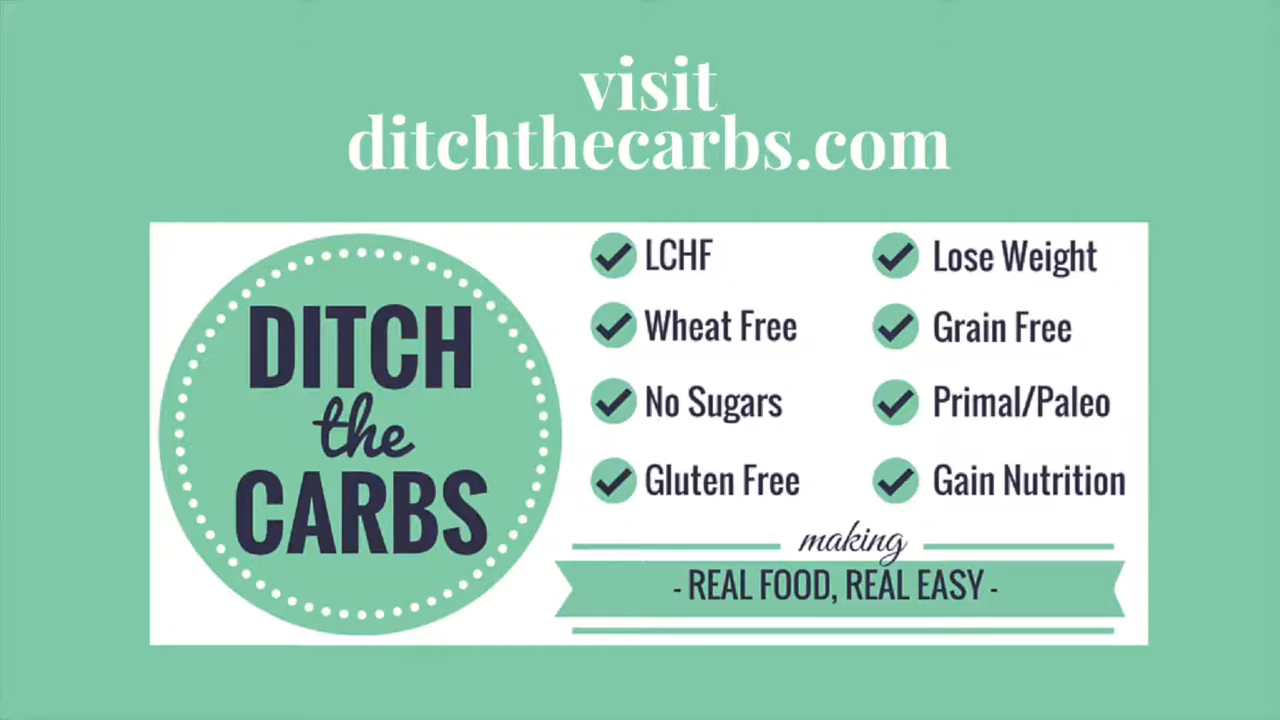 visit
ditchthecarbs.com
DITCH
the
CARBS
LCHF
Wheat Free
No Sugars
Gluten Free
Lose Weight
Grain Free
Primal/Paleo
Gain Nutrition
making
- REAL FOOD, REAL EASY -